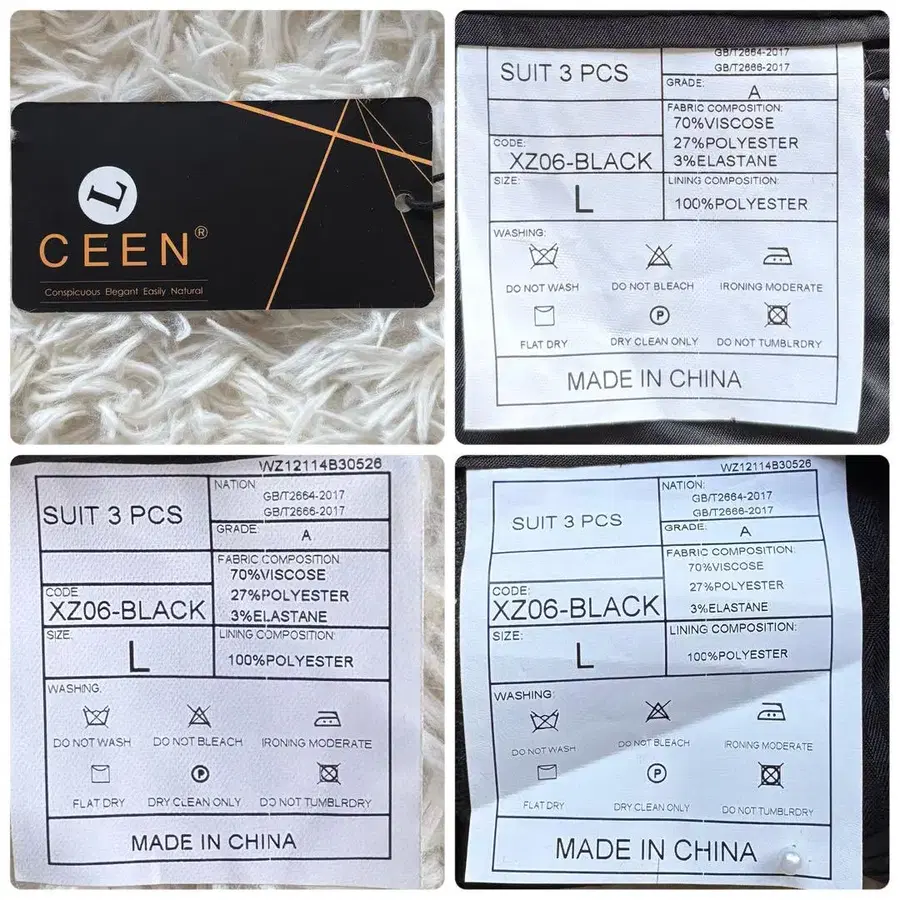 L
CEEN®
Conspicuous Elegant Easily Natural
GB/T2664-2017
GB/T2666-2017
SUIT 3 PCS
GRADE:
A
FABRIC COMPOSITION:
70%VISCOSE
27%POLYESTER
3%ELASTANE
CODE:
XZ06-BLACK
SIZE:
L
LINING COMPOSITION:
100%POLYESTER
WASHING:
DO NOT WASH DO NOT BLEACH IRONING MODERATE
P
FLAT DRY DRY CLEAN ONLY DO NOT TUMBLRDRY
MADE IN CHINA
WZ12114B30526
NATION
GB/T2664-2017
GB/T2666-2017
SUIT 3 PCS
GRADE:
A
FABRIC COMPOSITION
70%VISCOSE
27%POLYESTER
3%ELASTANE
CODE
XZ06-BLACK
SIZE.
L
LINING COMPOSITION:
100%POLYESTER
WASHING.
DO NOT WASH DO NOT BLEACH IRONING MODERATE
P
FLAT DRY DRY CLEAN ONLY DO NOT TUMBLRDRY
MADE IN CHINA
WZ12114B30526
NATION:
GB/T2664-2017
GB/T2666-2017
SUIT 3 PCS
GRADE:
A
FABRIC COMPOSITION:
70%VISCOSE
27%POLYESTER
3%ELASTANE
CODE:
XZ06-BLACK
SIZE:
L
LINING COMPOSITION:
100%POLYESTER
WASHING:
DO NOT WASH DO NOT BLEACH IRONING MODERATE
P
FLAT DRY DRY CLEAN ONLY DO NOT TUMBLRDRY
MADE IN CHINA